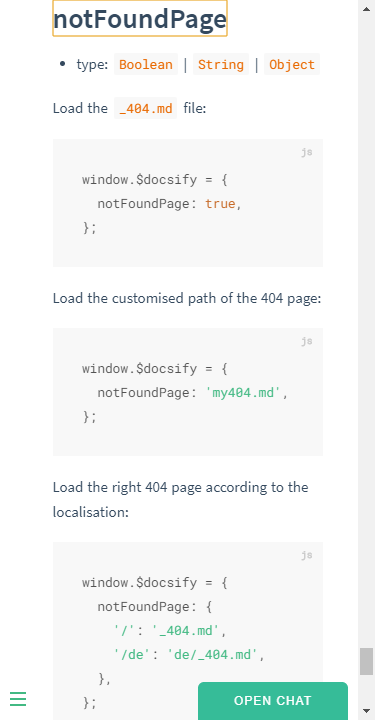 notFoundPage
type: Boolean | String | Object
Load the _404.md file:
js
window.$docsify = {
notFoundPage: true,
};
Load the customised path of the 404 page:
js
window.$docsify = {
notFoundPage: 'my404.md',
};
Load the right 404 page according to the
localisation:
js
window.$docsify = {
notFoundPage: {
'/': '_404.md',
'/de': 'de/_404.md',
},
};
OPEN CHAT